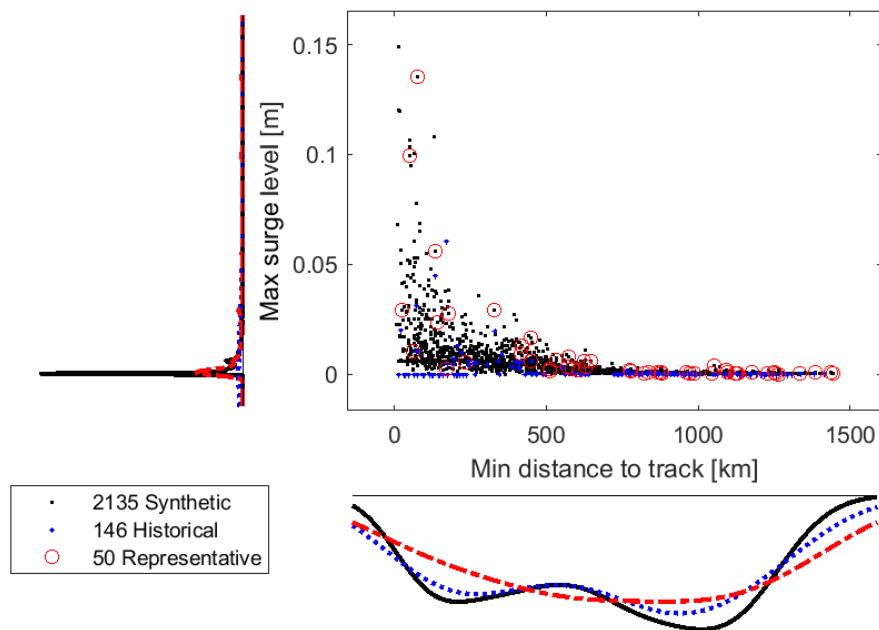 0.15
0.1
0.05
0
Max surge level [m]
0 500 1000 1500
Min distance to track [km]
2135 Synthetic
146 Historical
50 Representative